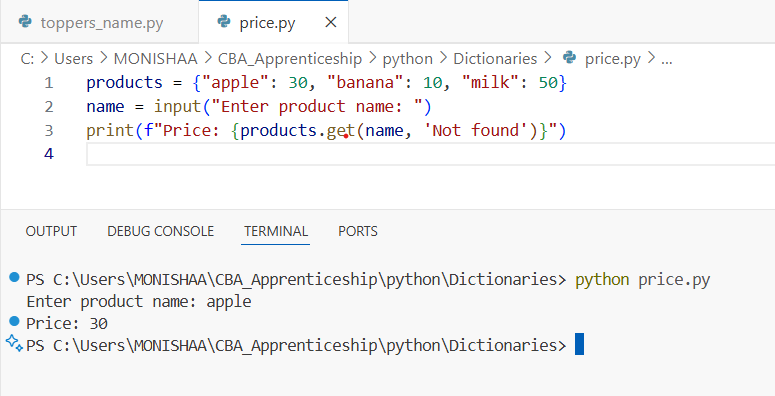 toppers_name.py price.py
C: > Users > MONISHAA > CBA_Apprenticeship > python > Dictionaries > price.py > ...
1 products = {"apple": 30, "banana": 10, "milk": 50}
2 name = input("Enter product name: ")
3 print(f"Price: {products.get(name, 'Not found')}")
4
OUTPUT DEBUG CONSOLE TERMINAL PORTS
PS C:\Users\MONISHAA\CBA_Apprenticeship\python\Dictionaries> python price.py
Enter product name: apple
Price: 30
PS C:\Users\MONISHAA\CBA_Apprenticeship\python\Dictionaries>